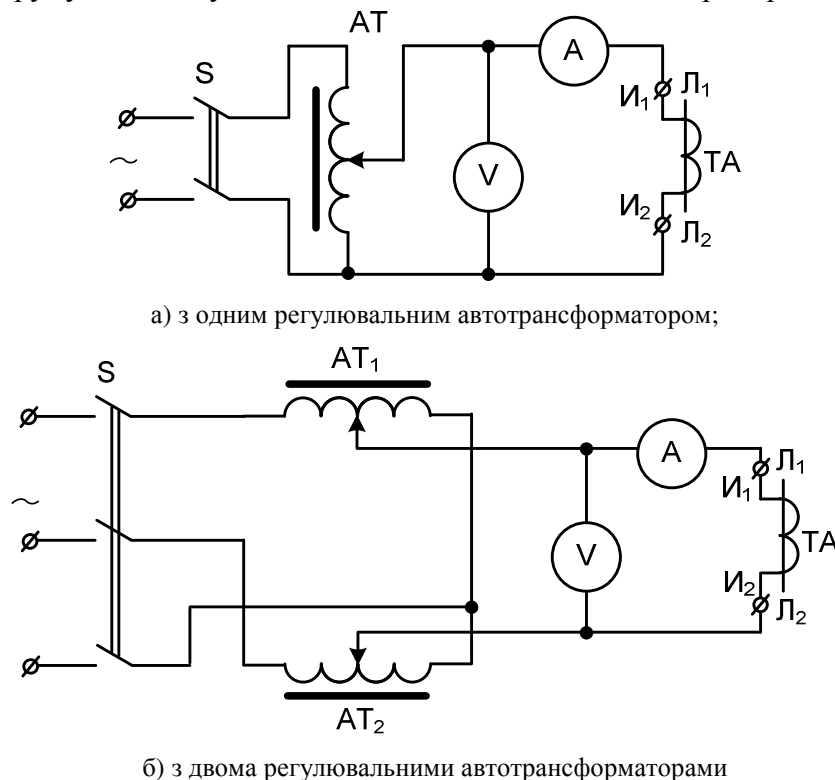 AT
S
A
И₁ Л₁
TA
V
И₂ Л₂
~
а) з одним регулювальним автотрансформатором;
AT₁
S
A
Л₁
И₁
~
V
TA
И₂
Л₂
AT₂
б) з двома регулювальними автотрансформаторами